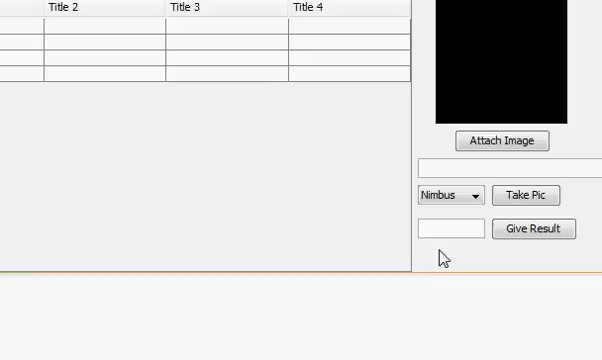 Title 2 Title 3 Title 4
Attach Image
Nimbus Take Pic
Give Result